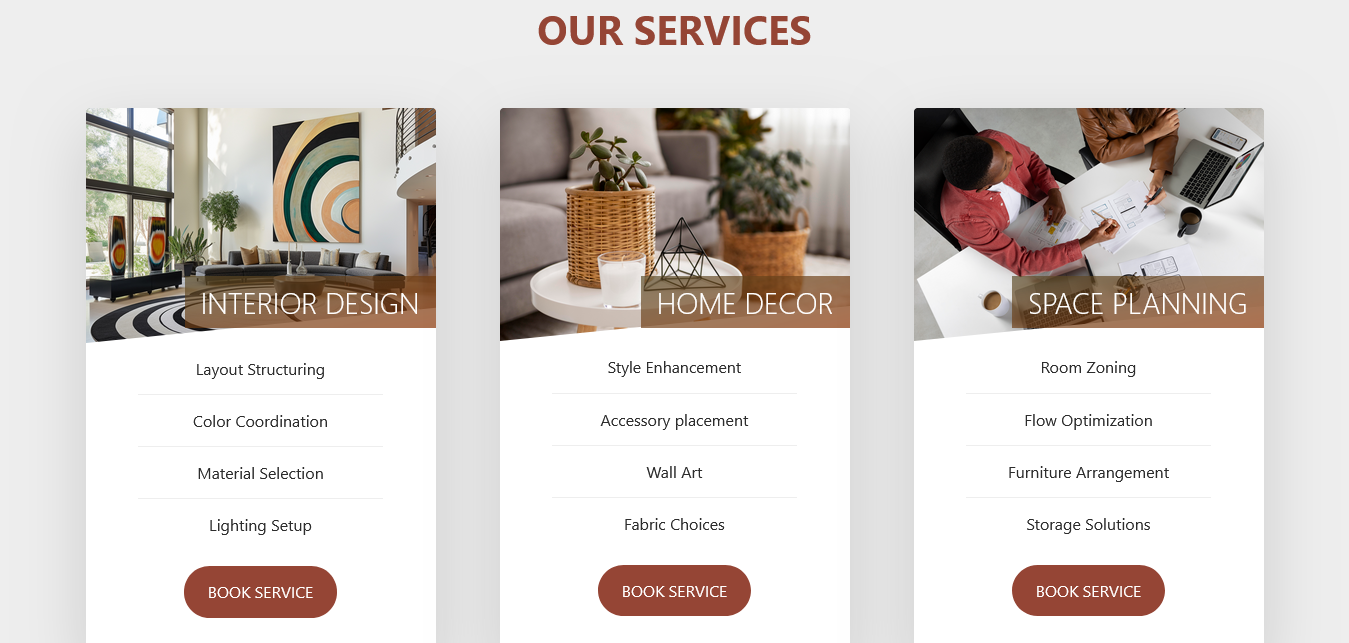 OUR SERVICES
INTERIOR DESIGN
Layout Structuring
Color Coordination
Material Selection
Lighting Setup
BOOK SERVICE
HOME DECOR
Style Enhancement
Accessory placement
Wall Art
Fabric Choices
BOOK SERVICE
SPACE PLANNING
Room Zoning
Flow Optimization
Furniture Arrangement
Storage Solutions
BOOK SERVICE